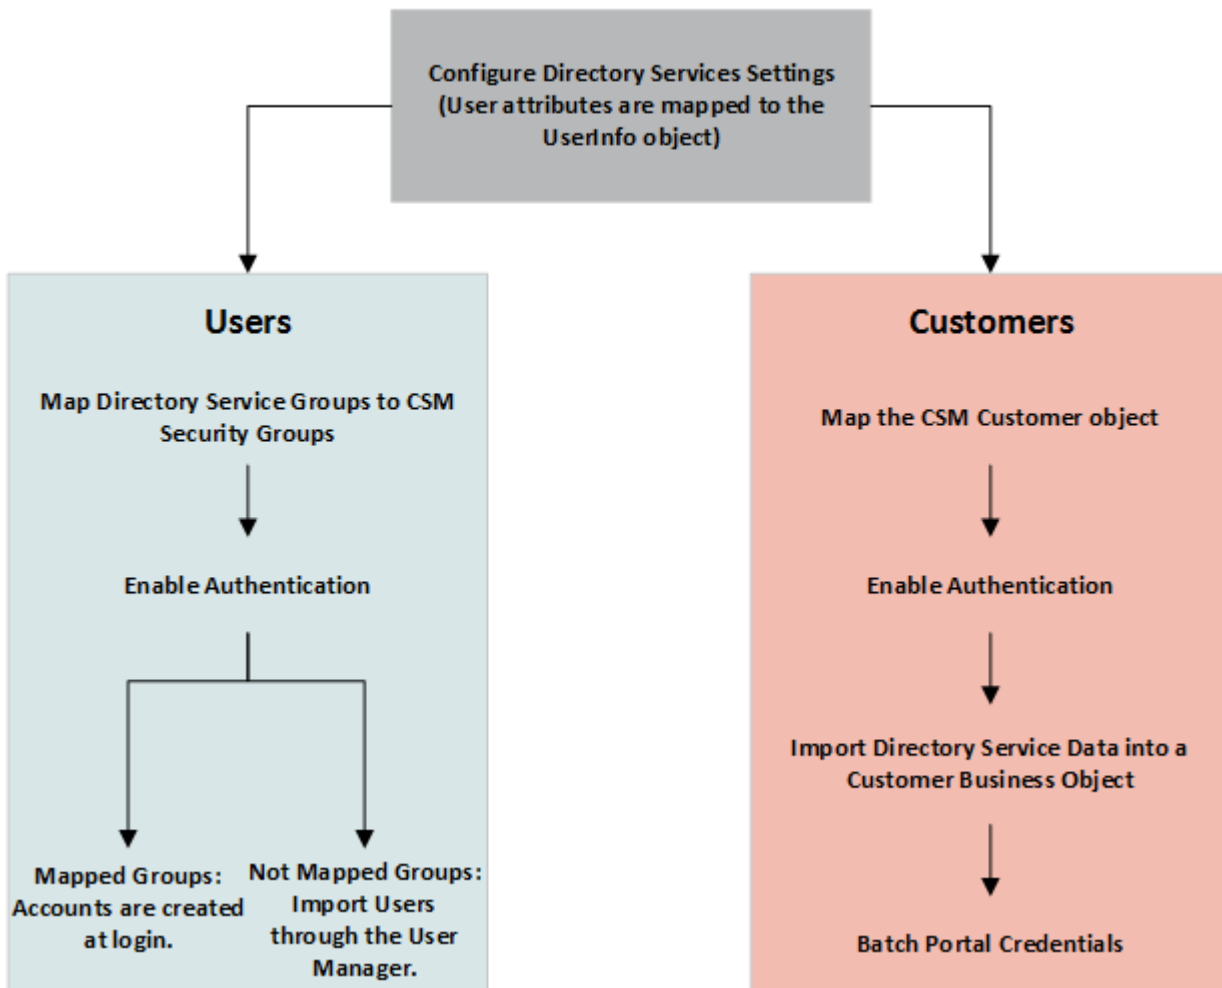 Configure Directory Services Settings
(User attributes are mapped to the
UserInfo object)
Users
Map Directory Service Groups to CSM
Security Groups
Enable Authentication
Mapped Groups:
Accounts are created
at login.
Not Mapped Groups:
Import Users
through the User
Manager.
Customers
Map the CSM Customer object
Enable Authentication
Import Directory Service Data into a
Customer Business Object
Batch Portal Credentials